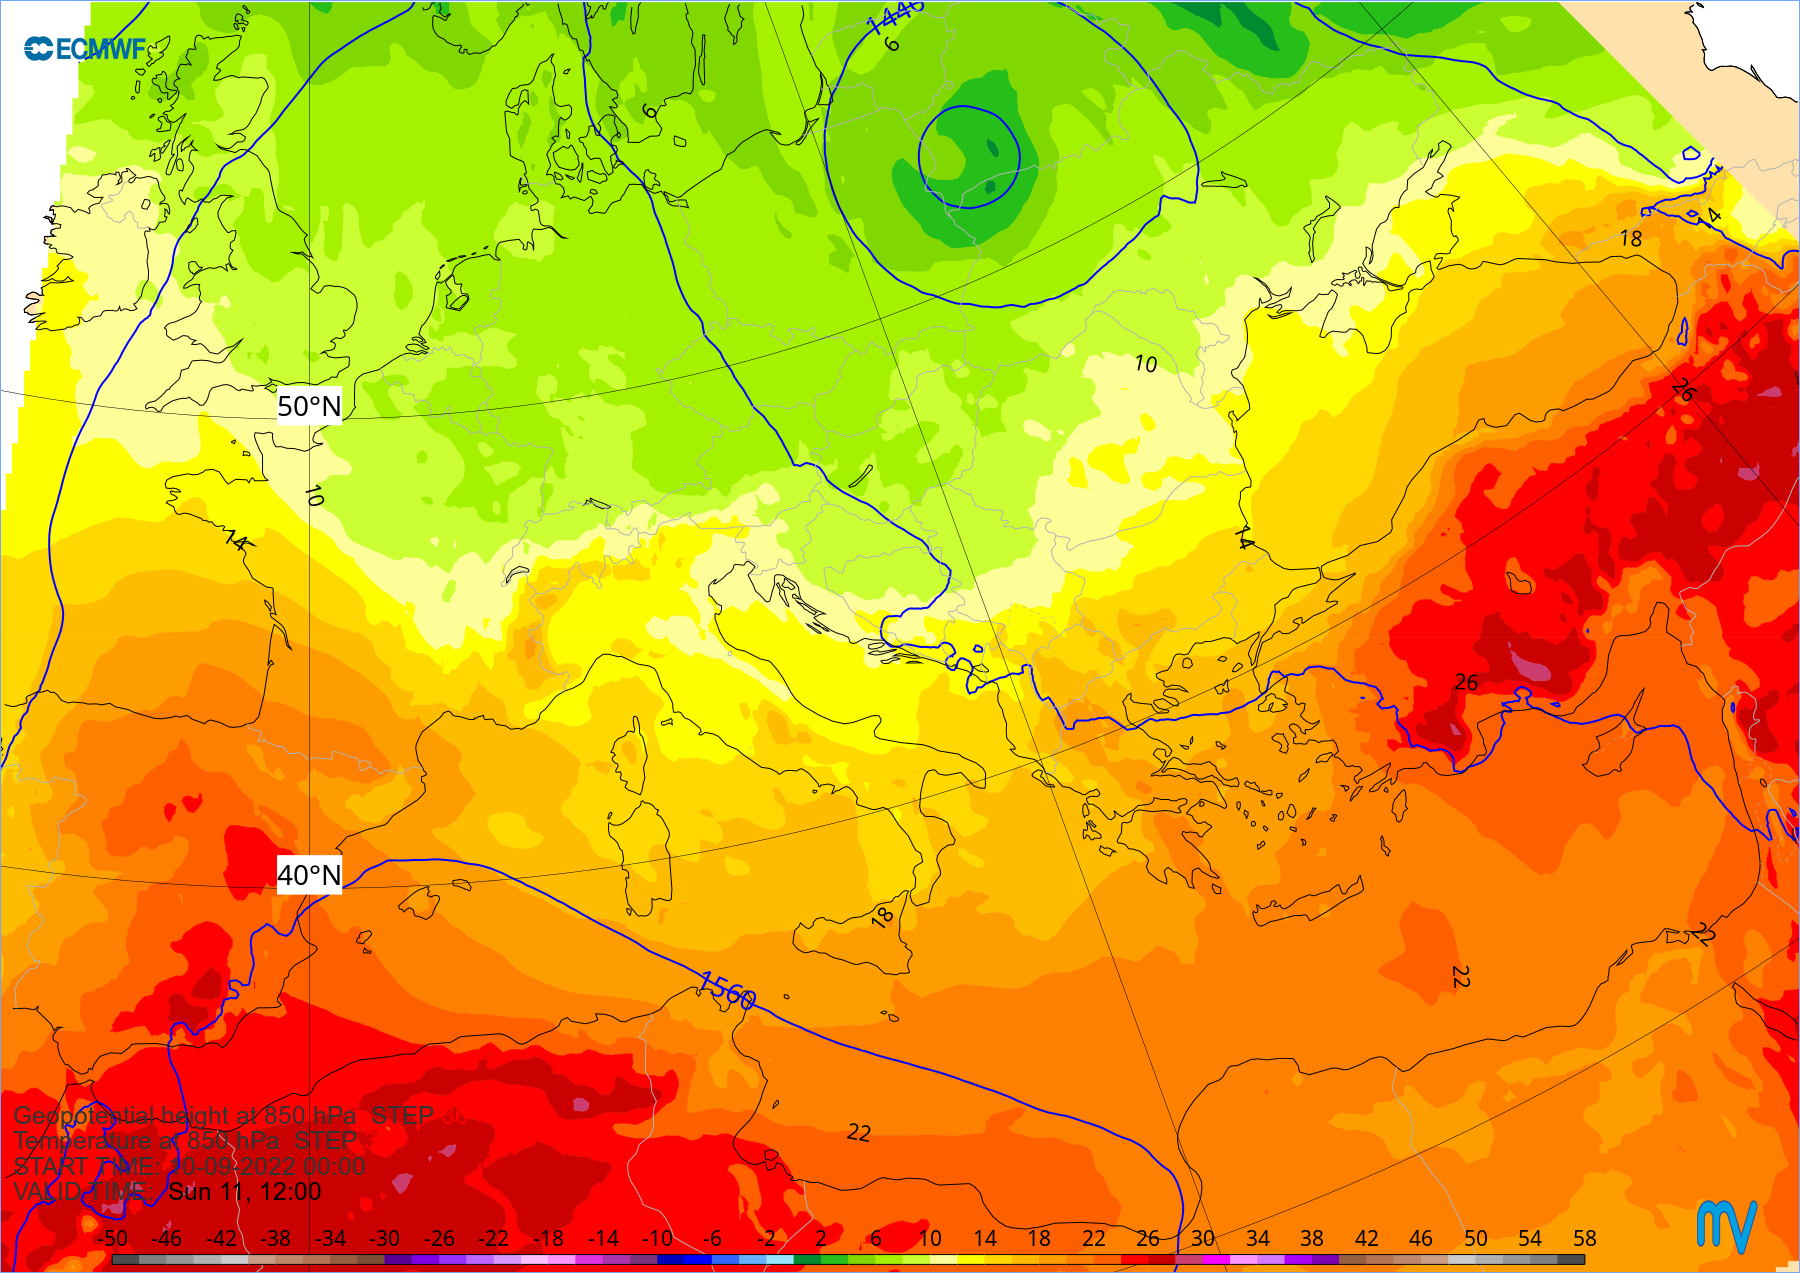 1440
6
ECMWF
6
14
18
10
26
50°N
10
14
14
26
40°N
18
22
22
1560
Geopotential height at 850 hPa STEP
Temperature at 850 hPa STEP
22
START TIME: 10-09-2022 00:00
VALID TIME: Sun 11, 12:00
-50 -46 -42 -38 -34 -30 -26 -22 -18 -14 -10 -6 -2 2 6 10 14 18 22 26 30 34 38 42 46 50 54 58